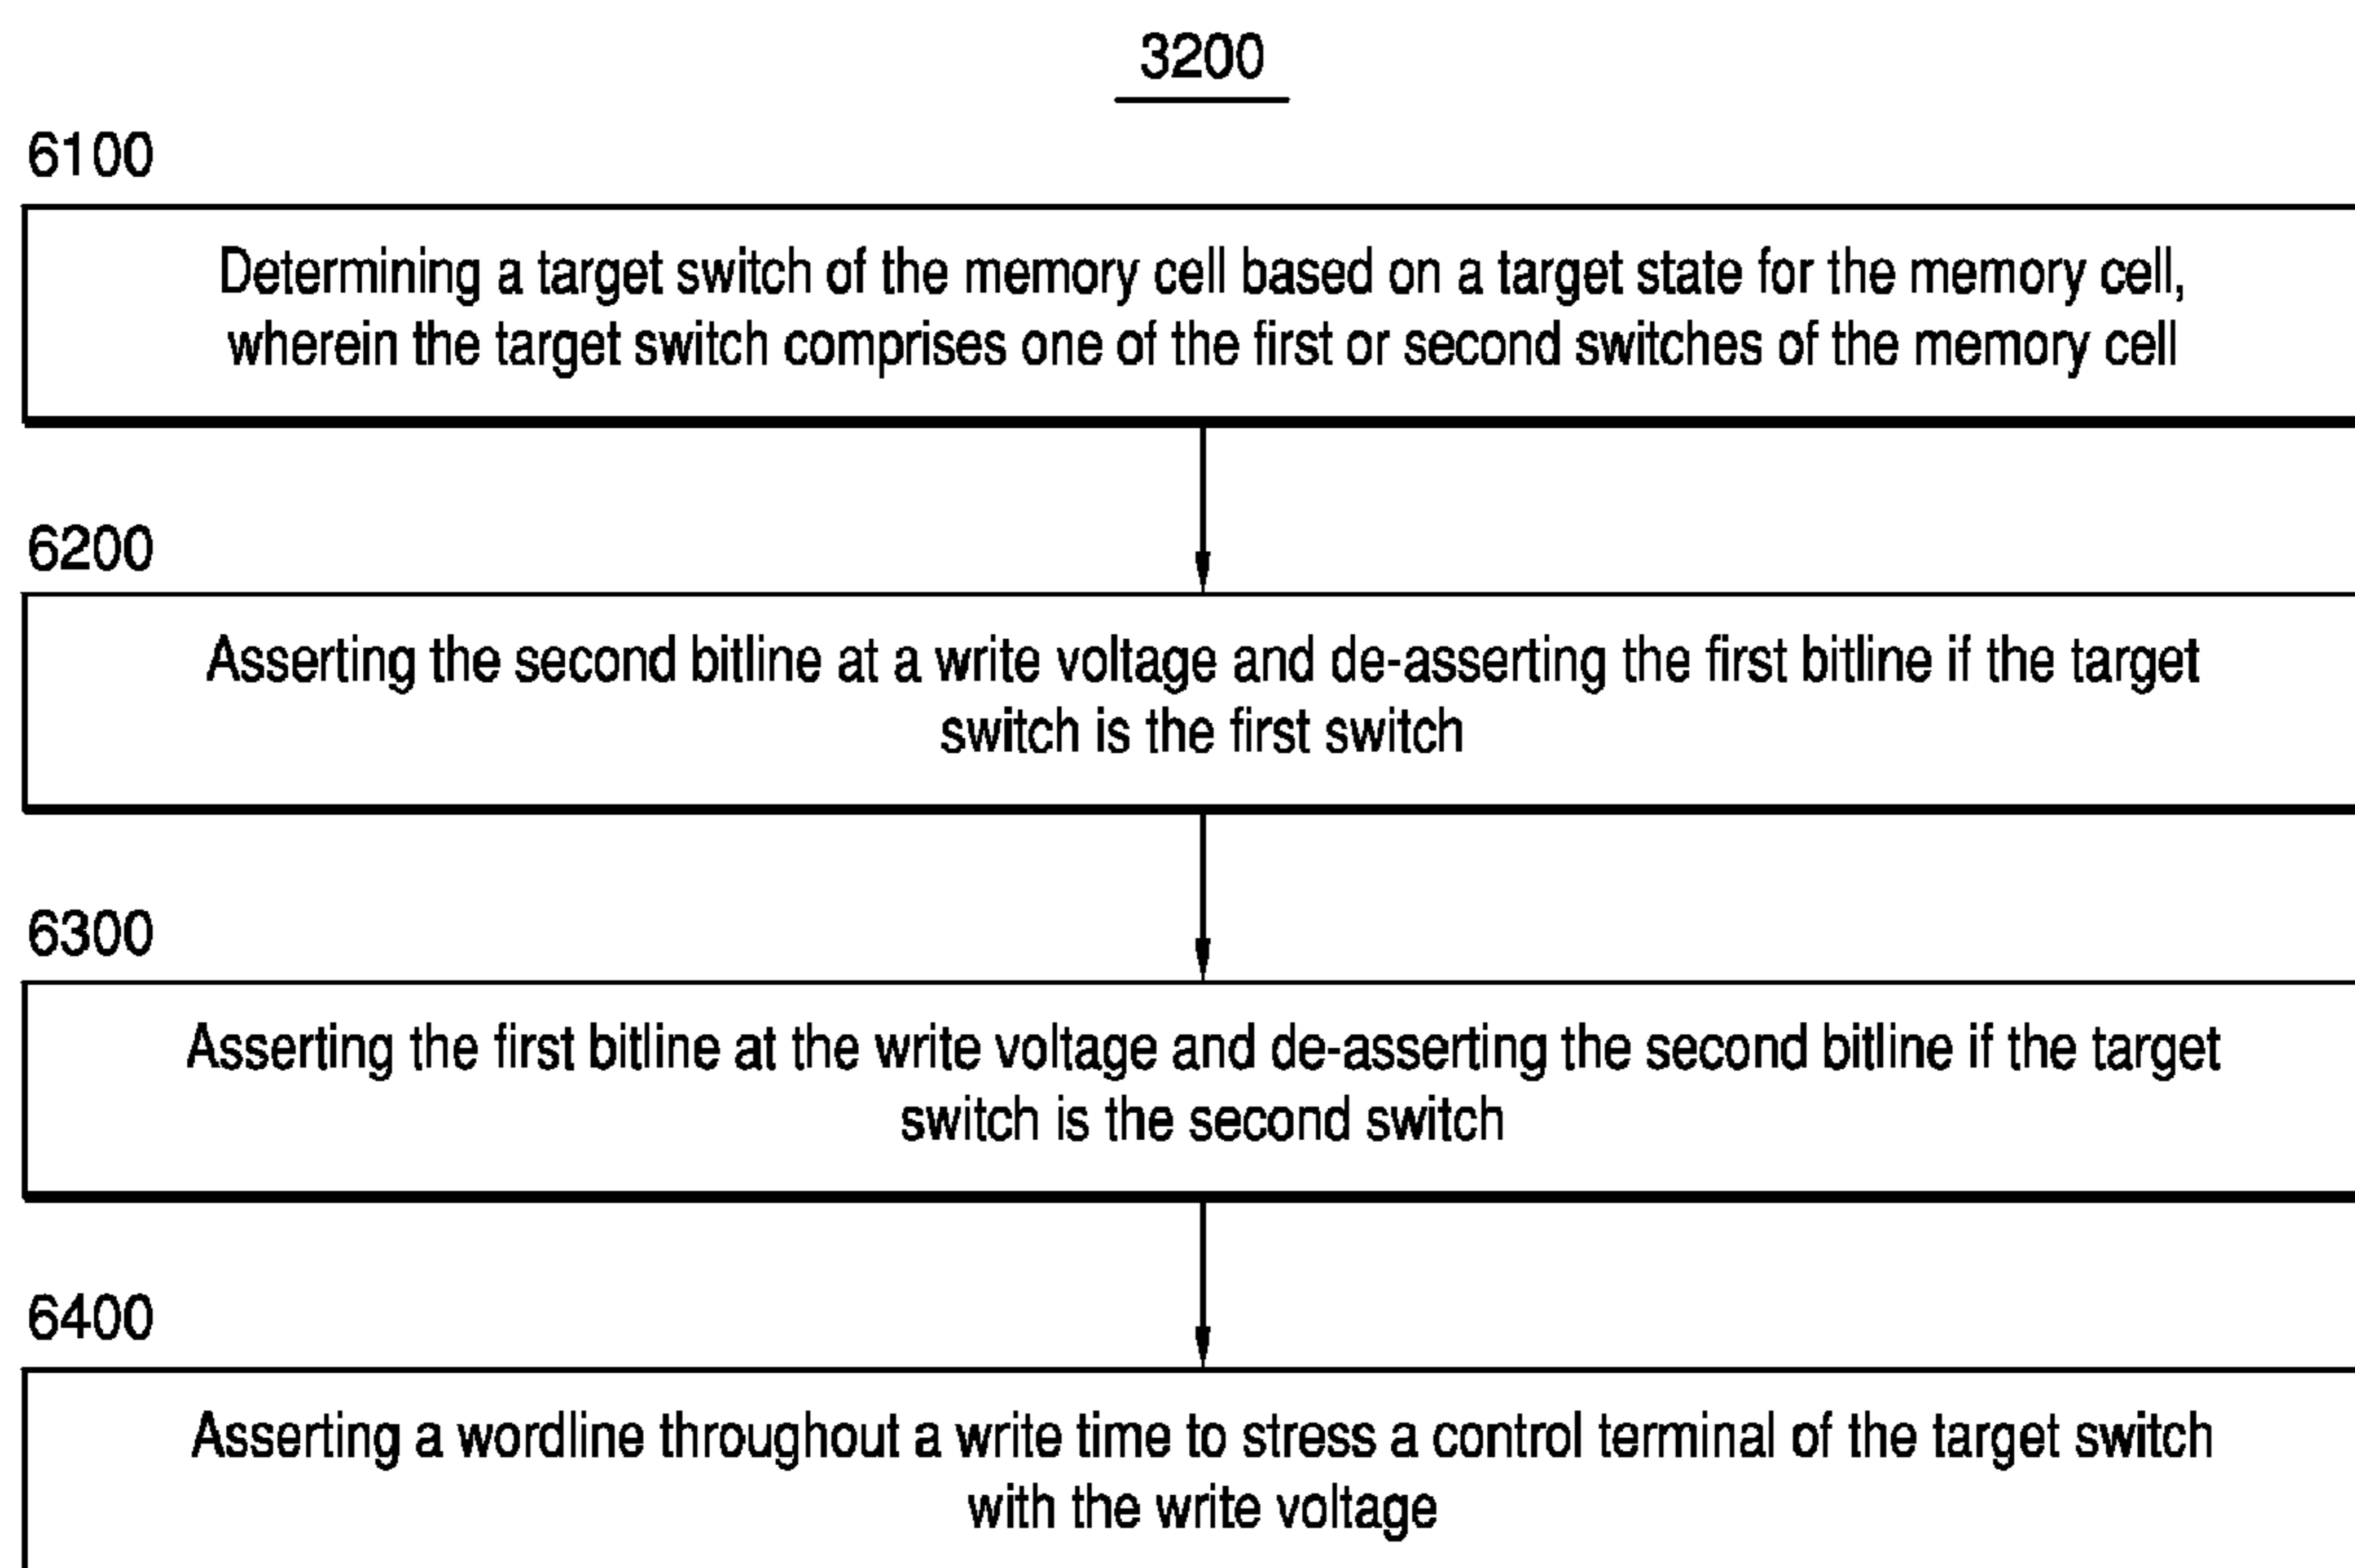 3200
6100
Determining a target switch of the memory cell based on a target state for the memory cell,
wherein the target switch comprises one of the first or second switches of the memory cell
6200
Asserting the second bitline at a write voltage and de-asserting the first bitline if the target
switch is the first switch
6300
Asserting the first bitline at the write voltage and de-asserting the second bitline if the target
switch is the second switch
6400
Asserting a wordline throughout a write time to stress a control terminal of the target switch
with the write voltage